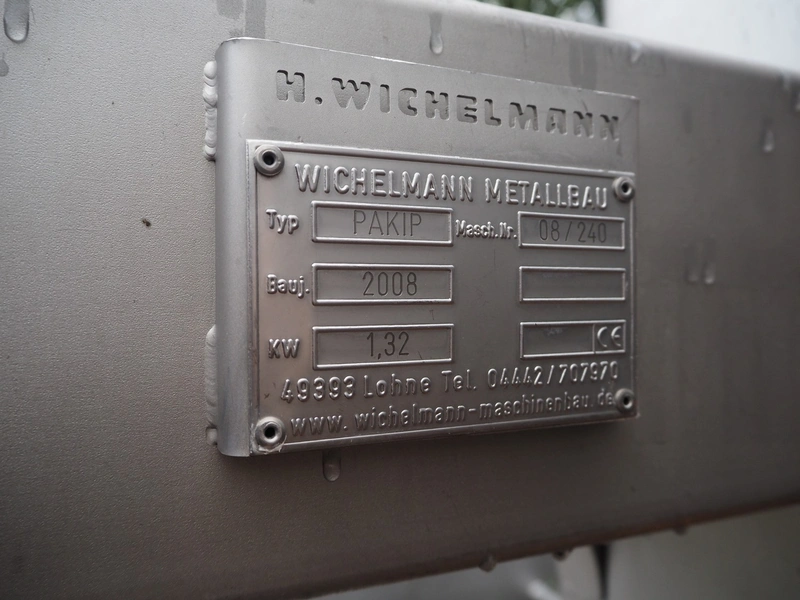 H. WICHELMANN
WICHELMANN METALLBAU
Typ PAKIP Masch.Nr. 08/240
Bauj. 2008
KW 1,32 CE
49393 Lohne Tel. 04442/707970
www. wichelmann-maschinenbau.de